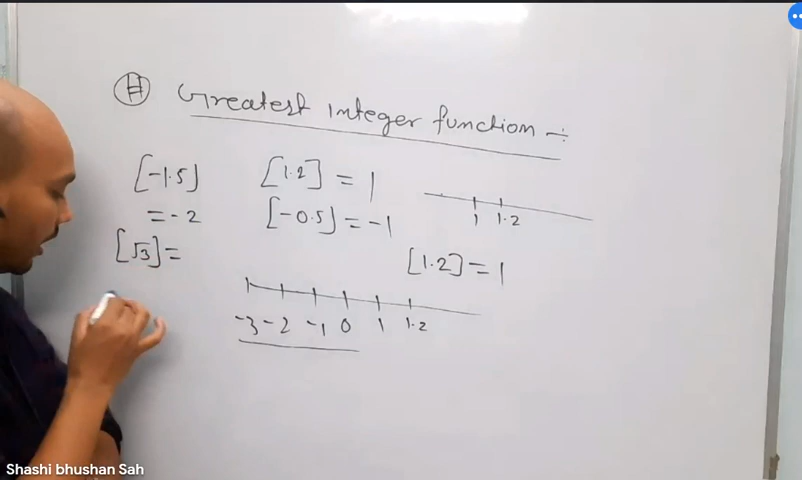 (H) Greatest integer function :-
[-1.5]
= -2
[√3] =
[1.2] = 1
[-0.5] = -1
1 1.2
[1.2] = 1
-3 -2 -1 0 1 1.2
Shashi bhushan Sah